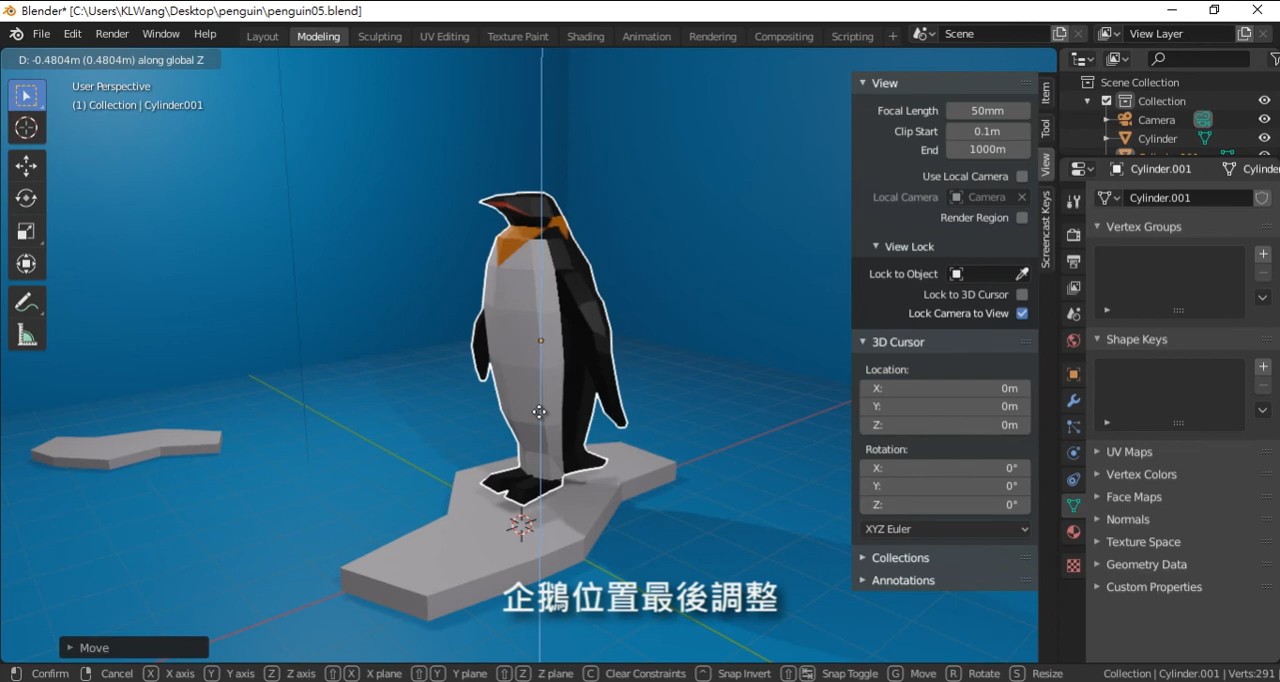 Blender* [C:\Users\KLWang\Desktop\penguin\penguin05.blend]
File Edit Render Window Help Layout Modeling Sculpting UV Editing Texture Paint Shading Animation Rendering Compositing Scripting + Scene View Layer
D: -0.4804m (0.4804m) along global Z
User Perspective
(1) Collection | Cylinder.001
View
Focal Length 50mm
Clip Start 0.1m
End 1000m
Use Local Camera
Local Camera Camera
Render Region
View Lock
Lock to Object
Lock to 3D Cursor
Lock Camera to View
3D Cursor
Location:
X: 0m
Y: 0m
Z: 0m
Rotation:
X: 0°
Y: 0°
Z: 0°
XYZ Euler
Collections
Annotations
Item
Tool
View
Screencast Keys
Scene Collection
Collection
Camera
Cylinder
Cylinder.001 Cylinde
Cylinder.001
Vertex Groups
Shape Keys
UV Maps
Vertex Colors
Face Maps
Normals
Texture Space
Geometry Data
Custom Properties
企鵝位置最後調整
Move
Confirm Cancel X X axis Y Y axis Z Z axis X X plane Y Y plane Z Z plane C Clear Constraints Snap Invert Snap Toggle G Move R Rotate S Resize Collection | Cylinder.001 | Verts:291